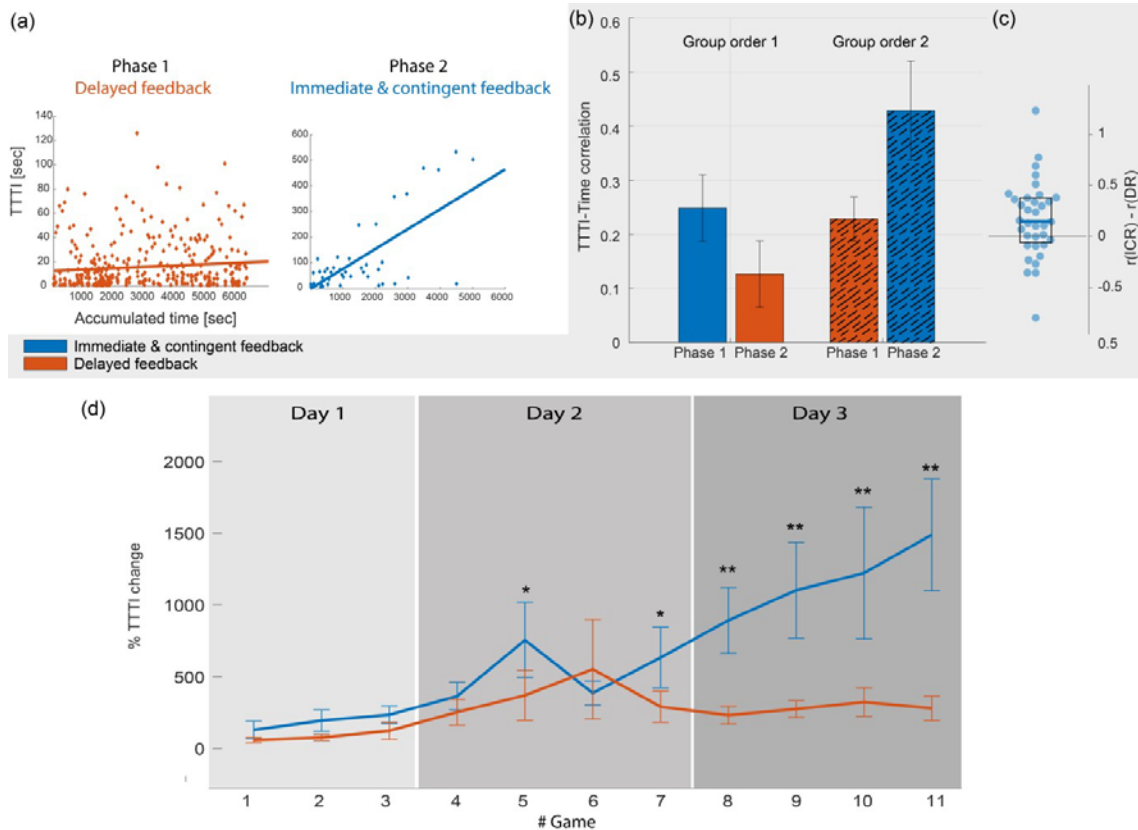 (a)
Phase 1
Delayed feedback
Phase 2
Immediate & contingent feedback
140
120
100
80
60
40
20
0
TTTI [sec]
1000 2000 3000 4000 5000 6000
Accumulated time [sec]
600
500
400
300
200
100
0
0 1000 2000 3000 4000 5000 6000
Immediate & contingent feedback
Delayed feedback
(b)
0.6
0.5
0.4
0.3
0.2
0.1
0
TTTI-Time correlation
Group order 1
Group order 2
Phase 1 Phase 2 Phase 1 Phase 2
(c)
1
0.5
0
-0.5
0.5
r(ICR) - r(DR)
(d)
Day 1
Day 2
Day 3
2000
1500
1000
500
0
% TTTI change
*
*
**
**
**
**
1 2 3 4 5 6 7 8 9 10 11
# Game